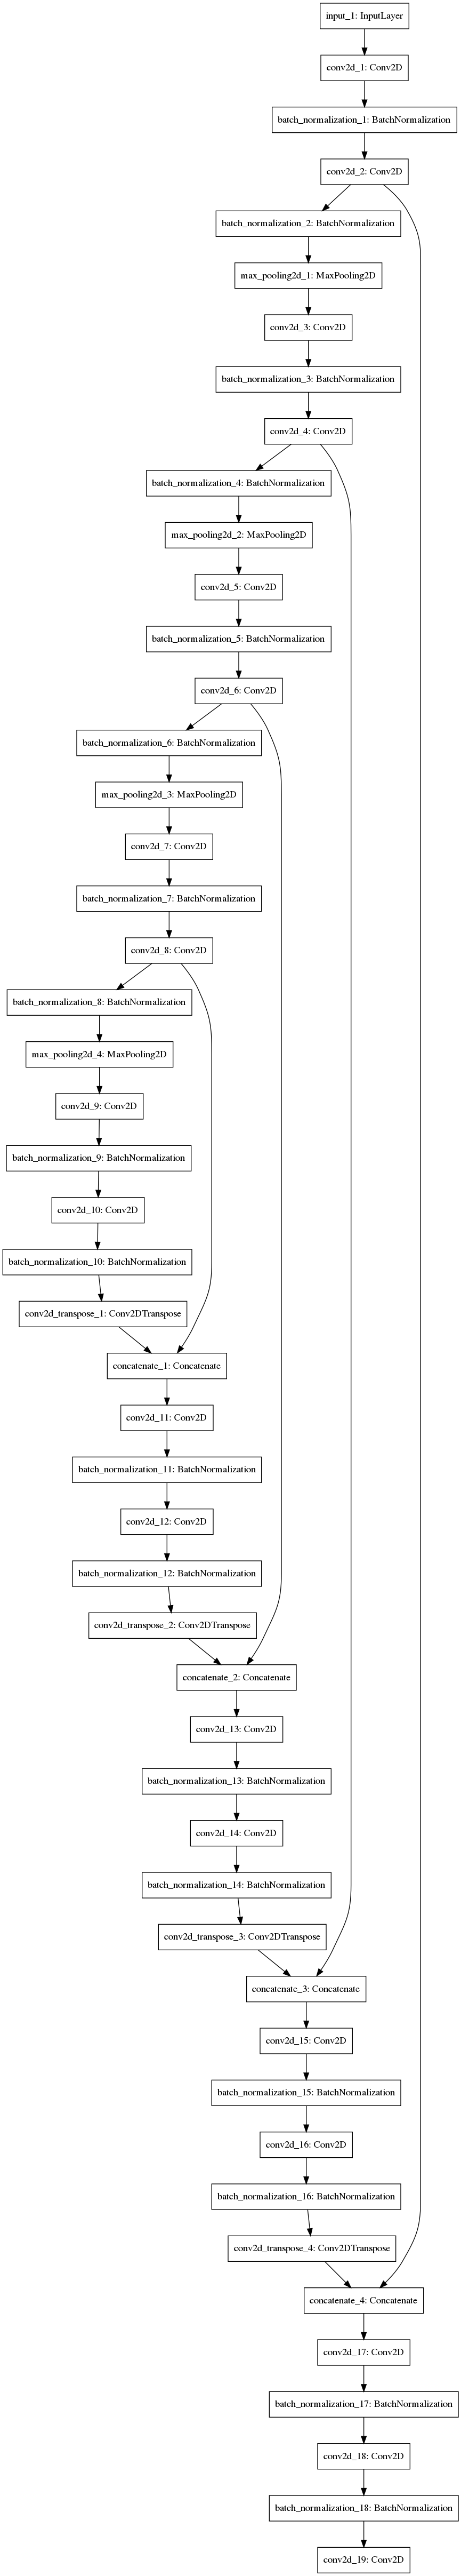 input_1: InputLayer
conv2d_1: Conv2D
batch_normalization_1: BatchNormalization
conv2d_2: Conv2D
batch_normalization_2: BatchNormalization
max_pooling2d_1: MaxPooling2D
conv2d_3: Conv2D
batch_normalization_3: BatchNormalization
conv2d_4: Conv2D
batch_normalization_4: BatchNormalization
max_pooling2d_2: MaxPooling2D
conv2d_5: Conv2D
batch_normalization_5: BatchNormalization
conv2d_6: Conv2D
batch_normalization_6: BatchNormalization
max_pooling2d_3: MaxPooling2D
conv2d_7: Conv2D
batch_normalization_7: BatchNormalization
conv2d_8: Conv2D
batch_normalization_8: BatchNormalization
max_pooling2d_4: MaxPooling2D
conv2d_9: Conv2D
batch_normalization_9: BatchNormalization
conv2d_10: Conv2D
batch_normalization_10: BatchNormalization
conv2d_transpose_1: Conv2DTranspose
concatenate_1: Concatenate
conv2d_11: Conv2D
batch_normalization_11: BatchNormalization
conv2d_12: Conv2D
batch_normalization_12: BatchNormalization
conv2d_transpose_2: Conv2DTranspose
concatenate_2: Concatenate
conv2d_13: Conv2D
batch_normalization_13: BatchNormalization
conv2d_14: Conv2D
batch_normalization_14: BatchNormalization
conv2d_transpose_3: Conv2DTranspose
concatenate_3: Concatenate
conv2d_15: Conv2D
batch_normalization_15: BatchNormalization
conv2d_16: Conv2D
batch_normalization_16: BatchNormalization
conv2d_transpose_4: Conv2DTranspose
concatenate_4: Concatenate
conv2d_17: Conv2D
batch_normalization_17: BatchNormalization
conv2d_18: Conv2D
batch_normalization_18: BatchNormalization
conv2d_19: Conv2D